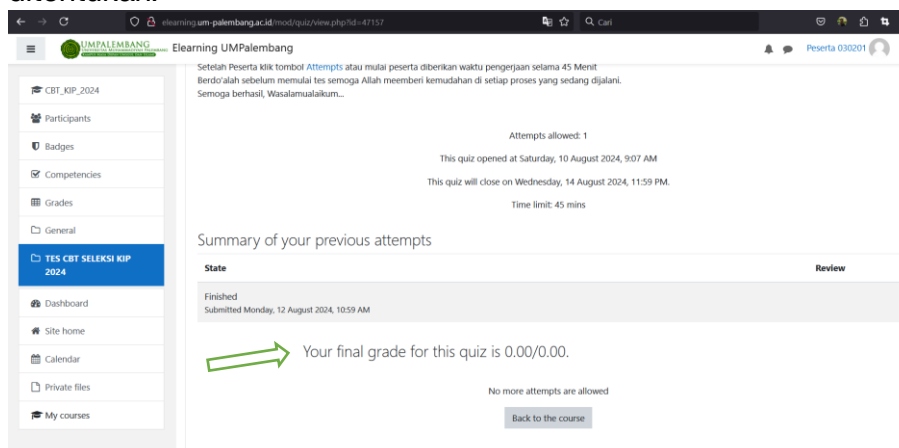 elearning.um-palembang.ac.id/mod/quiz/view.php?id=47157
Cari
UMPALEMBANG
Elearning UMPalembang
Peserta 030201
Setelah Peserta klik tombol Attempts atau mulai peserta diberikan waktu pengerjaan selama 45 Menit
Berdo'alah sebelum memulai tes semoga Allah meemberi kemudahan di setiap proses yang sedang dijalani.
Semoga berhasil, Wasalamualaikum...
CBT_KIP_2024
Participants
Badges
Competencies
Grades
General
TES CBT SELEKSI KIP
2024
Dashboard
Site home
Calendar
Private files
My courses
Attempts allowed: 1
This quiz opened at Saturday, 10 August 2024, 9:07 AM
This quiz will close on Wednesday, 14 August 2024, 11:59 PM.
Time limit: 45 mins
Summary of your previous attempts
State
Review
Finished
Submitted Monday, 12 August 2024, 10:59 AM
Your final grade for this quiz is 0.00/0.00.
No more attempts are allowed
Back to the course